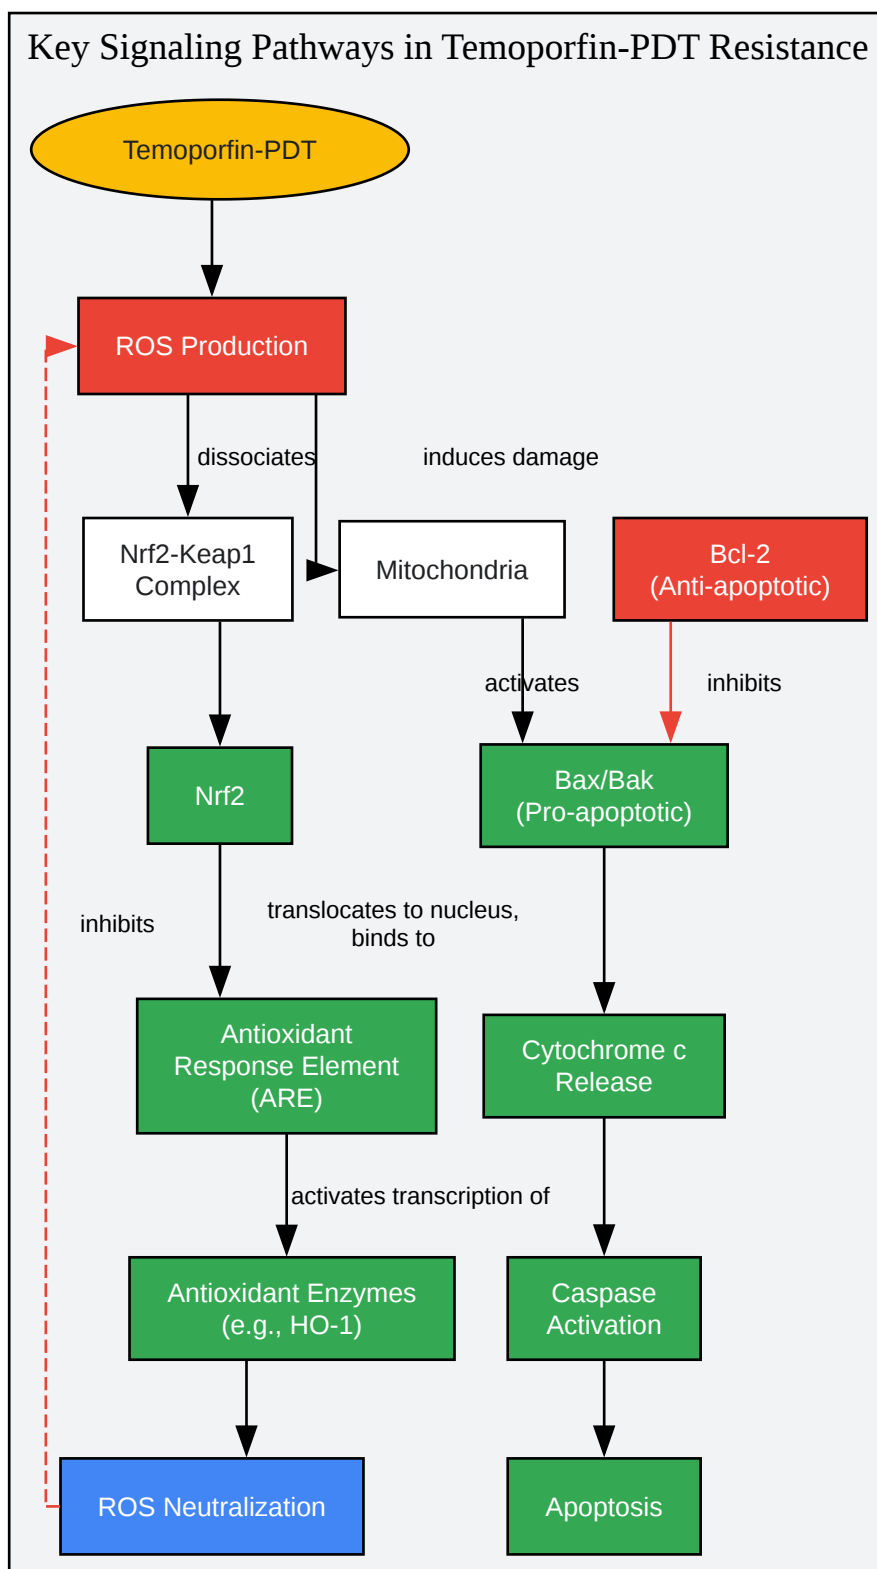 Key Signaling Pathways in Temoporfin-PDT Resistance
Temoporfin-PDT
ROS Production
dissociates
induces damage
Nrf2-Keap1
Complex
Mitochondria
Bcl-2
(Anti-apoptotic)
activates
inhibits
Nrf2
Bax/Bak
(Pro-apoptotic)
inhibits
translocates to nucleus,
binds to
Antioxidant
Response Element
(ARE)
Cytochrome c
Release
activates transcription of
Antioxidant Enzymes
(e.g., HO-1)
Caspase
Activation
ROS Neutralization
Apoptosis